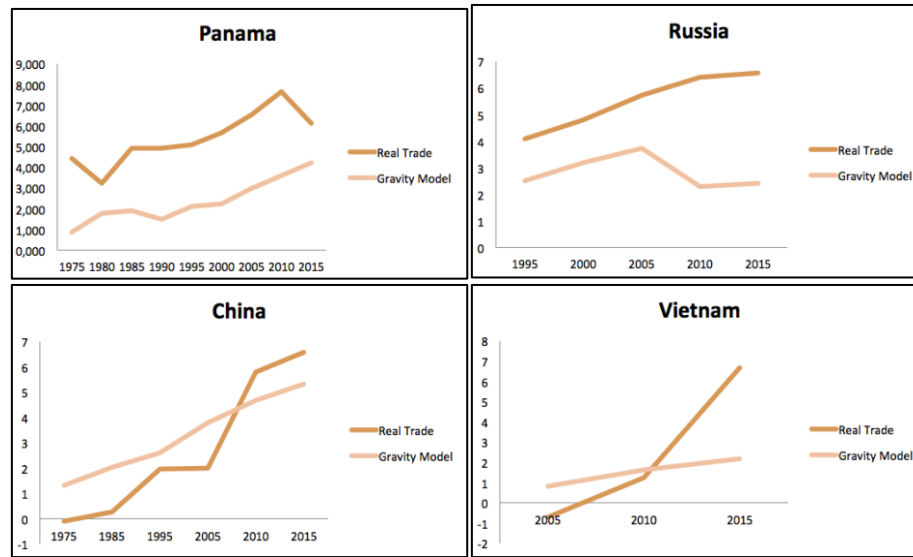 Panama
9,000
8,000
7,000
6,000
5,000
4,000
3,000
2,000
1,000
0,000
1975 1980 1985 1990 1995 2000 2005 2010 2015
Real Trade
Gravity Model
Russia
7
6
5
4
3
2
1
0
1995 2000 2005 2010 2015
Real Trade
Gravity Model
China
7
6
5
4
3
2
1
0
-1
1975 1985 1995 2005 2010 2015
Real Trade
Gravity Model
Vietnam
8
7
6
5
4
3
2
1
0
-1
-2
2005 2010 2015
Real Trade
Gravity Model